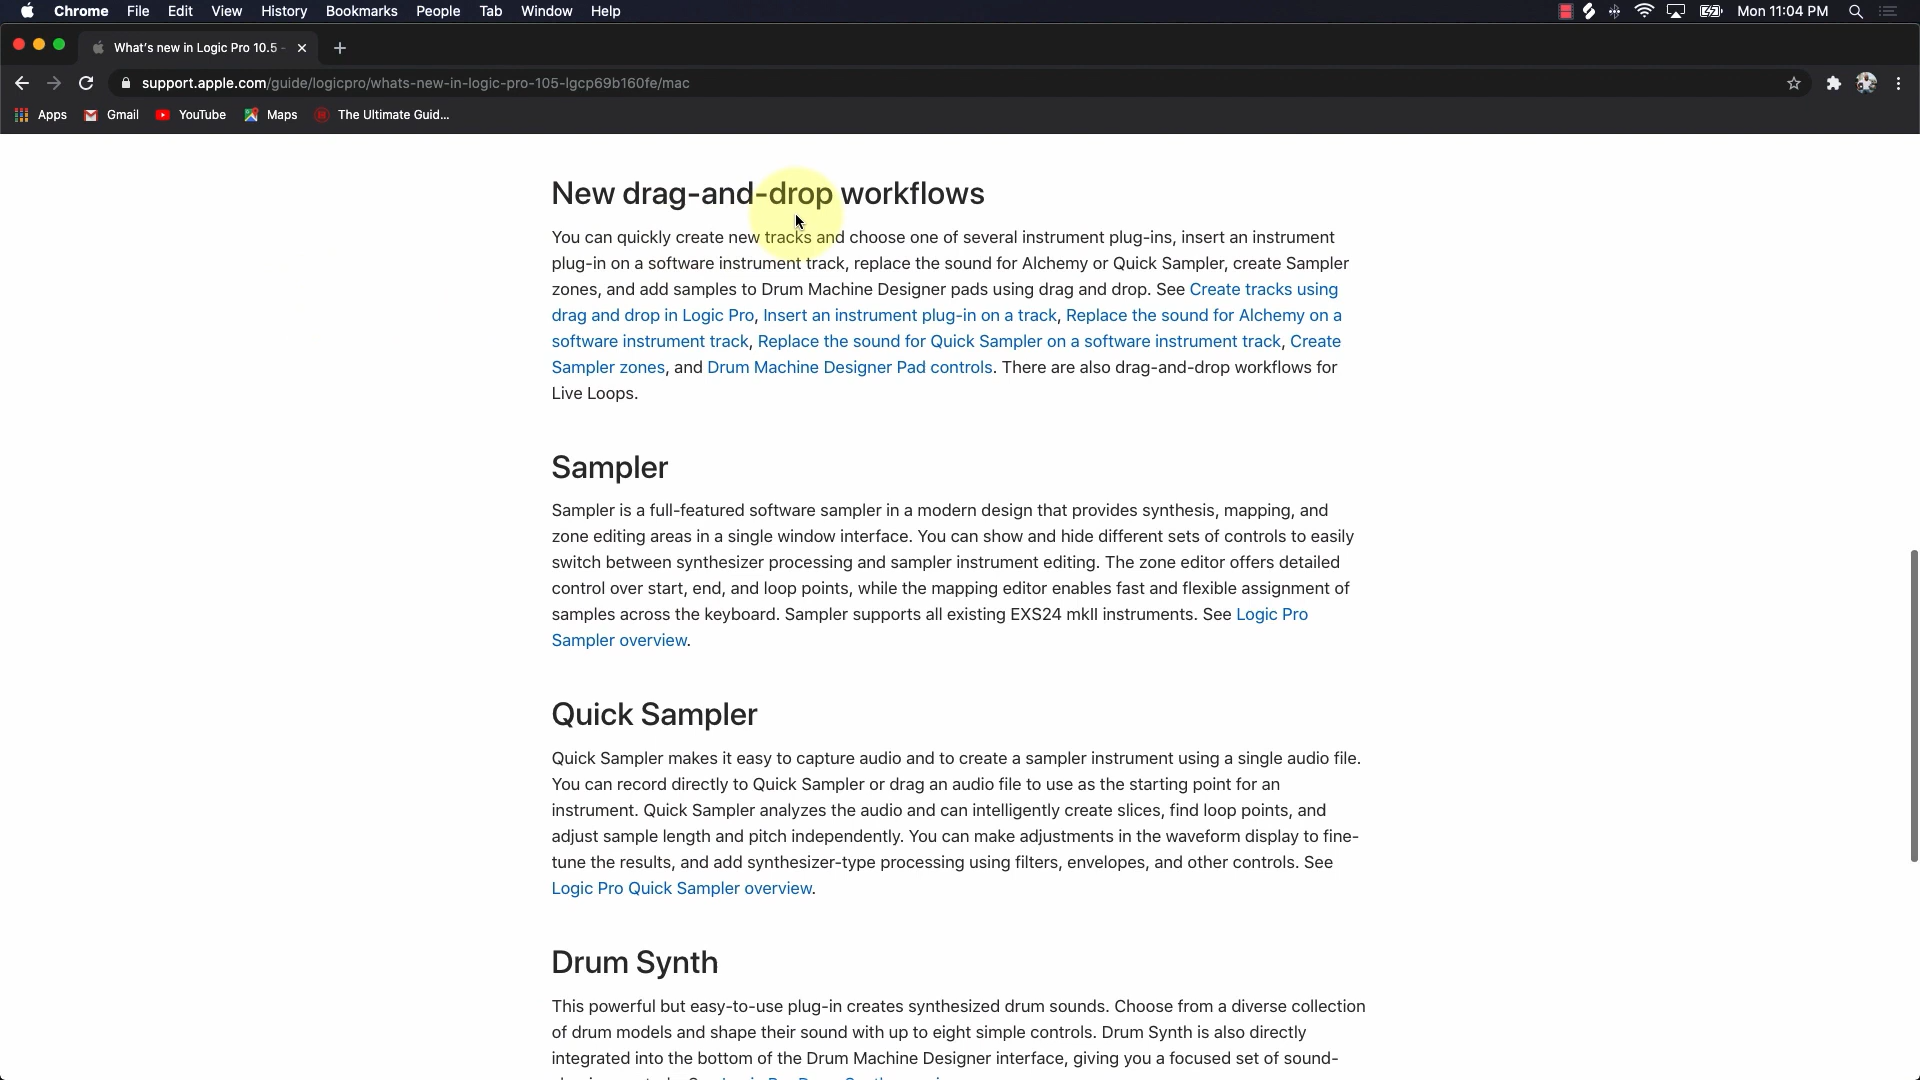 Chrome File Edit View History Bookmarks People Tab Window Help Mon 11:04 PM
What's new in Logic Pro 10.5 -
support.apple.com/guide/logicpro/whats-new-in-logic-pro-105-lgcp69b160fe/mac
Apps Gmail YouTube Maps The Ultimate Guid...
New drag-and-drop workflows
You can quickly create new tracks and choose one of several instrument plug-ins, insert an instrument
plug-in on a software instrument track, replace the sound for Alchemy or Quick Sampler, create Sampler
zones, and add samples to Drum Machine Designer pads using drag and drop. See Create tracks using
drag and drop in Logic Pro, Insert an instrument plug-in on a track, Replace the sound for Alchemy on a
software instrument track, Replace the sound for Quick Sampler on a software instrument track, Create
Sampler zones, and Drum Machine Designer Pad controls. There are also drag-and-drop workflows for
Live Loops.
Sampler
Sampler is a full-featured software sampler in a modern design that provides synthesis, mapping, and
zone editing areas in a single window interface. You can show and hide different sets of controls to easily
switch between synthesizer processing and sampler instrument editing. The zone editor offers detailed
control over start, end, and loop points, while the mapping editor enables fast and flexible assignment of
samples across the keyboard. Sampler supports all existing EXS24 mkII instruments. See Logic Pro
Sampler overview.
Quick Sampler
Quick Sampler makes it easy to capture audio and to create a sampler instrument using a single audio file.
You can record directly to Quick Sampler or drag an audio file to use as the starting point for an
instrument. Quick Sampler analyzes the audio and can intelligently create slices, find loop points, and
adjust sample length and pitch independently. You can make adjustments in the waveform display to fine-
tune the results, and add synthesizer-type processing using filters, envelopes, and other controls. See
Logic Pro Quick Sampler overview.
Drum Synth
This powerful but easy-to-use plug-in creates synthesized drum sounds. Choose from a diverse collection
of drum models and shape their sound with up to eight simple controls. Drum Synth is also directly
integrated into the bottom of the Drum Machine Designer interface, giving you a focused set of sound-